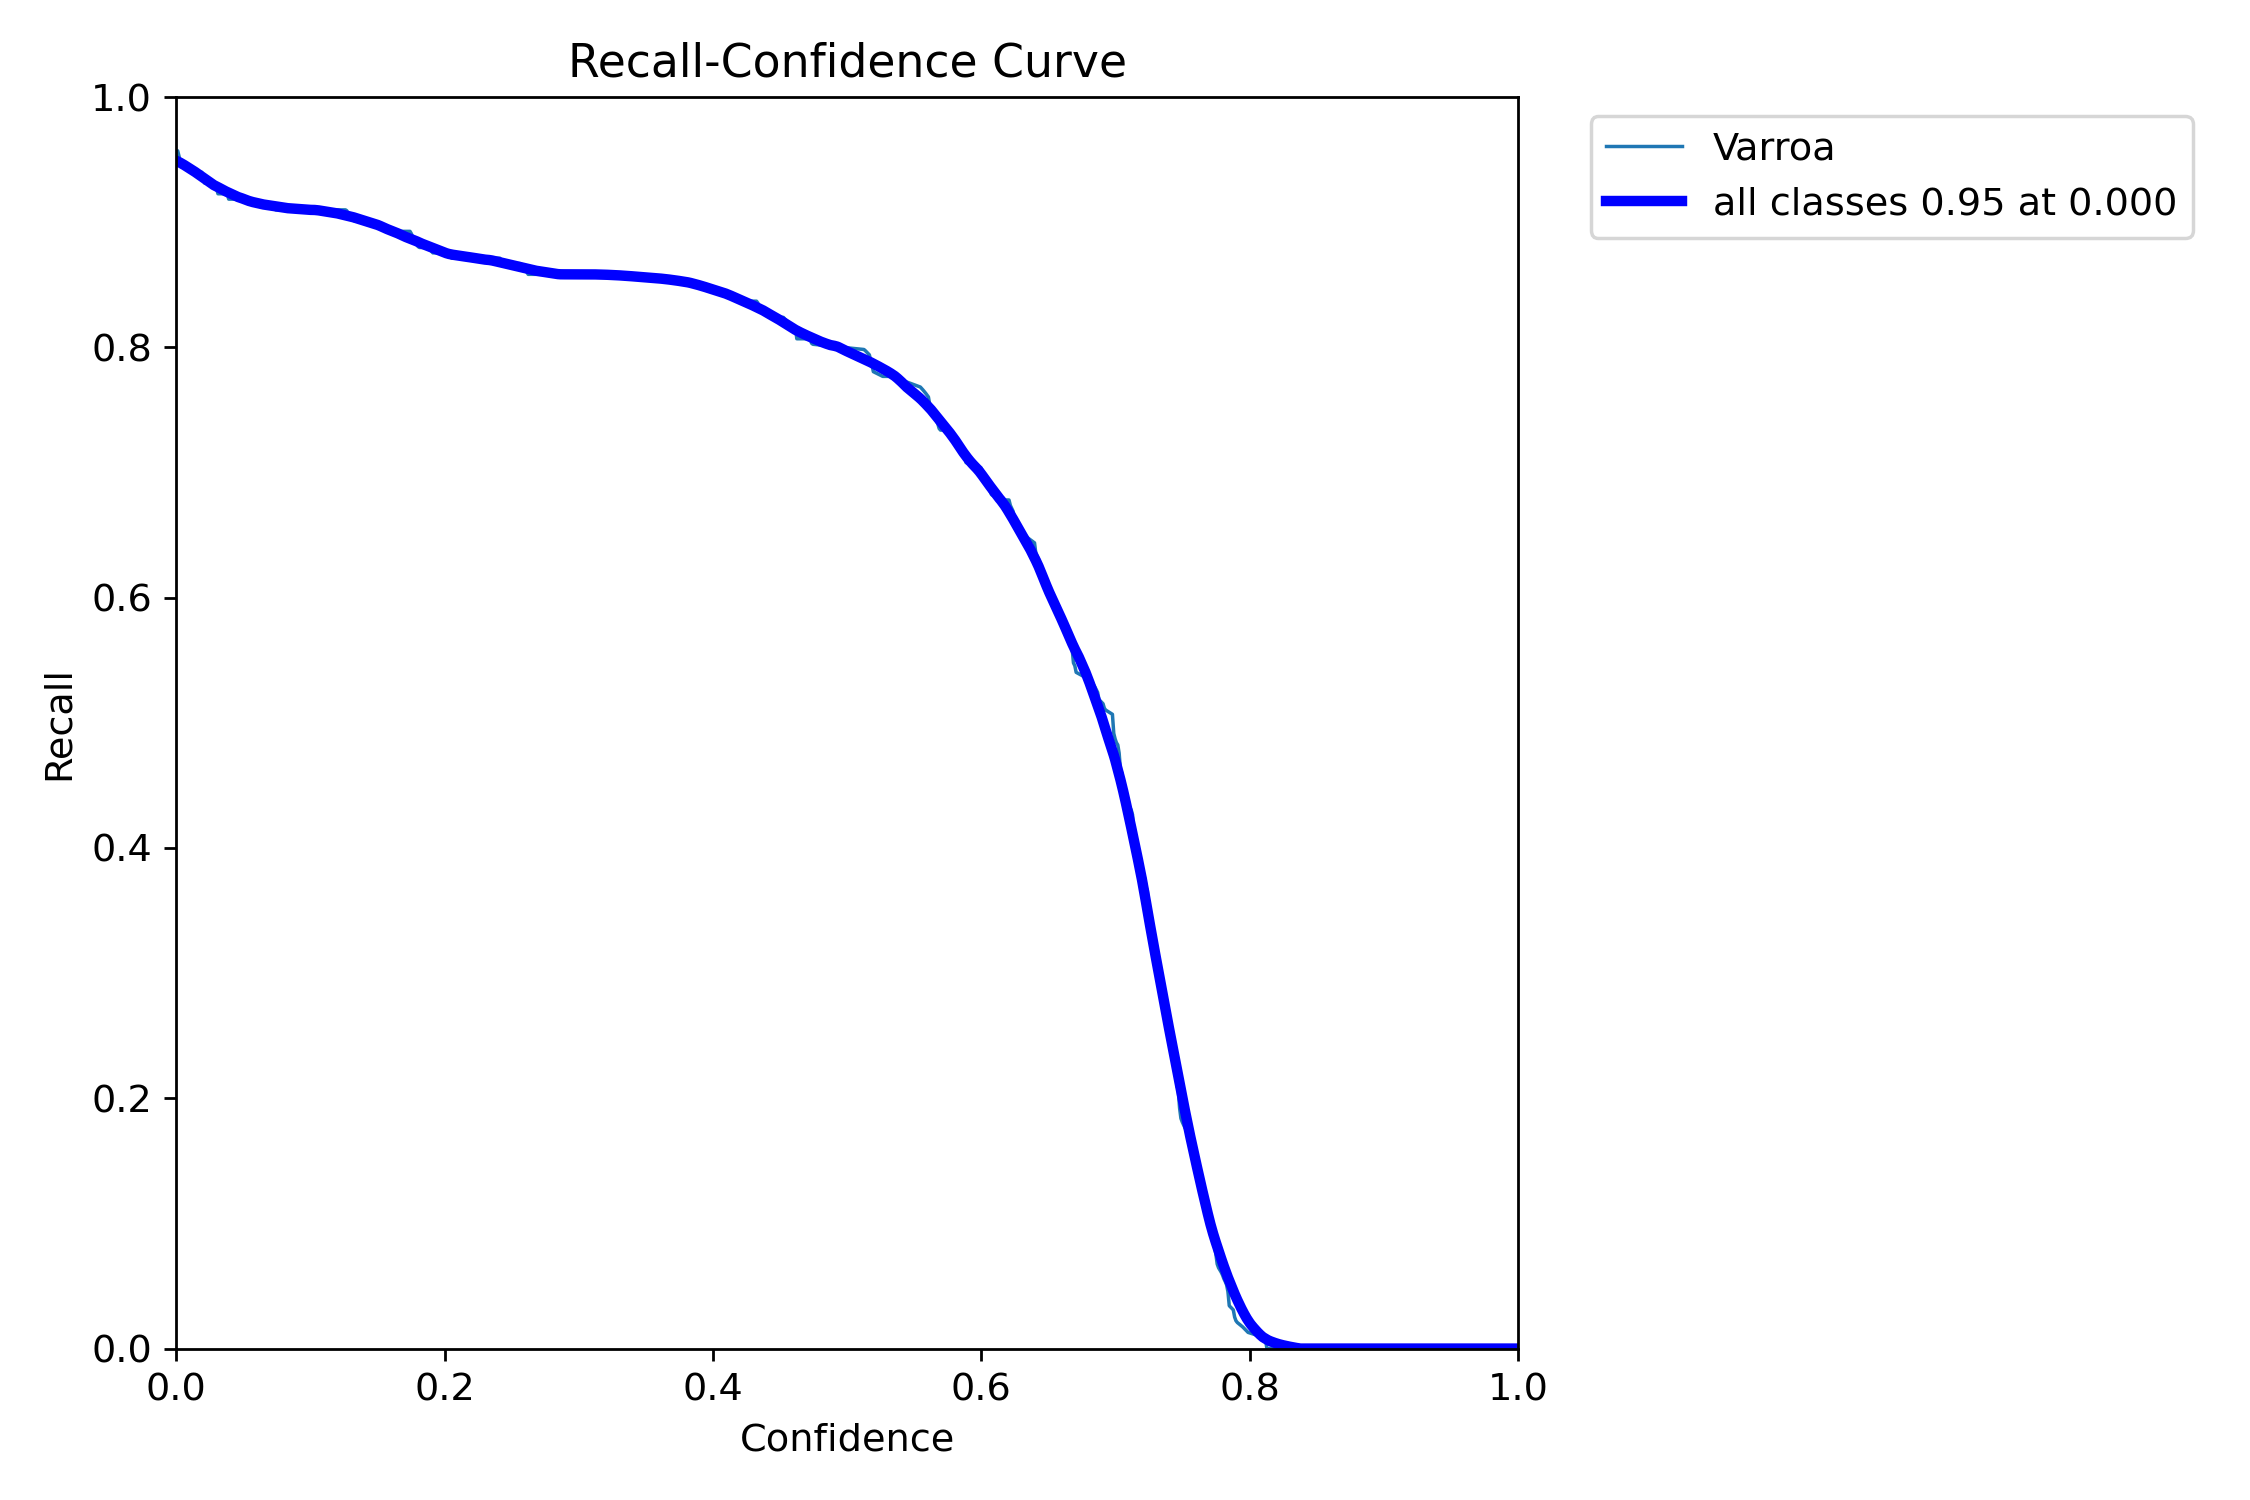 Recall-Confidence Curve
1.0
0.8
0.6
0.4
0.2
0.0
Recall
0.0 0.2 0.4 0.6 0.8 1.0
Confidence
Varroa
all classes 0.95 at 0.000